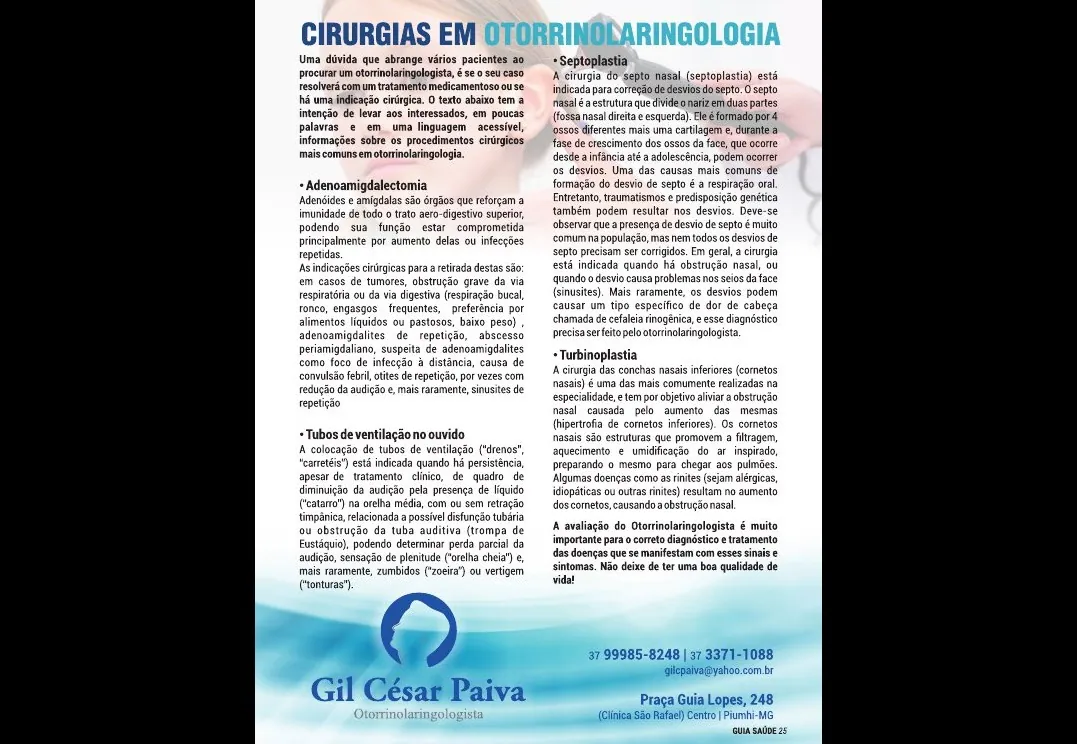 CIRURGIAS EM OTORRINOLARINGOLOGIA
Uma dúvida que abrange vários pacientes ao
procurar um otorrinolaringologista, é se o seu caso
resolverá com um tratamento medicamentoso ou se
há uma indicação cirúrgica. O texto abaixo tem a
intenção de levar aos interessados, em poucas
palavras e em uma linguagem acessível,
informações sobre os procedimentos cirúrgicos
mais comuns em otorrinolaringologia.
• Adenoamigdalectomia
Adenóides e amígdalas são órgãos que reforçam a
imunidade de todo o trato aero-digestivo superior,
podendo sua função estar comprometida
principalmente por aumento delas ou infecções
repetidas.
As indicações cirúrgicas para a retirada destas são:
em casos de tumores, obstrução grave da via
respiratória ou da via digestiva (respiração bucal,
ronco, engasgos frequentes, preferência por
alimentos líquidos ou pastosos, baixo peso) ,
adenoamigdalites de repetição, abscesso
periamigdaliano, suspeita de adenoamigdalites
como foco de infecção à distância, causa de
convulsão febril, otites de repetição, por vezes com
redução da audição e, mais raramente, sinusites de
repetição
• Tubos de ventilação no ouvido
A colocação de tubos de ventilação (“drenos”,
“carretéis”) está indicada quando há persistência,
apesar de tratamento clínico, de quadro de
diminuição da audição pela presença de líquido
(“catarro”) na orelha média, com ou sem retração
timpânica, relacionada a possível disfunção tubária
ou obstrução da tuba auditiva (trompa de
Eustáquio), podendo determinar perda parcial da
audição, sensação de plenitude (“orelha cheia”) e,
mais raramente, zumbidos (“zoeira”) ou vertigem
(“tonturas”).
• Septoplastia
A cirurgia do septo nasal (septoplastia) está
indicada para correção de desvios do septo. O septo
nasal é a estrutura que divide o nariz em duas partes
(fossa nasal direita e esquerda). Ele é formado por 4
ossos diferentes mais uma cartilagem e, durante a
fase de crescimento dos ossos da face, que ocorre
desde a infância até a adolescência, podem ocorrer
os desvios. Uma das causas mais comuns de
formação do desvio de septo é a respiração oral.
Entretanto, traumatismos e predisposição genética
também podem resultar nos desvios. Deve-se
observar que a presença de desvio de septo é muito
comum na população, mas nem todos os desvios de
septo precisam ser corrigidos. Em geral, a cirurgia
está indicada quando há obstrução nasal, ou
quando o desvio causa problemas nos seios da face
(sinusites). Mais raramente, os desvios podem
causar um tipo específico de dor de cabeça
chamada de cefaleia rinogênica, e esse diagnóstico
precisa ser feito pelo otorrinolaringologista.
• Turbinoplastia
A cirurgia das conchas nasais inferiores (cornetos
nasais) é uma das mais comumente realizadas na
especialidade, e tem por objetivo aliviar a obstrução
nasal causada pelo aumento das mesmas
(hipertrofia de cornetos inferiores). Os cornetos
nasais são estruturas que promovem a filtragem,
aquecimento e umidificação do ar inspirado,
preparando o mesmo para chegar aos pulmões.
Algumas doenças como as rinites (sejam alérgicas,
idiopáticas ou outras rinites) resultam no aumento
dos cornetos, causando a obstrução nasal.
A avaliação do Otorrinolaringologista é muito
importante para o correto diagnóstico e tratamento
das doenças que se manifestam com esses sinais e
sintomas. Não deixe de ter uma boa qualidade de
vida!
Gil César Paiva
Otorrinolaringologista
37 99985-8248 | 37 3371-1088
gilcpaiva@yahoo.com.br
Praça Guia Lopes, 248
(Clínica São Rafael) Centro | Piumhi-MG
GUIA SAÚDE 25